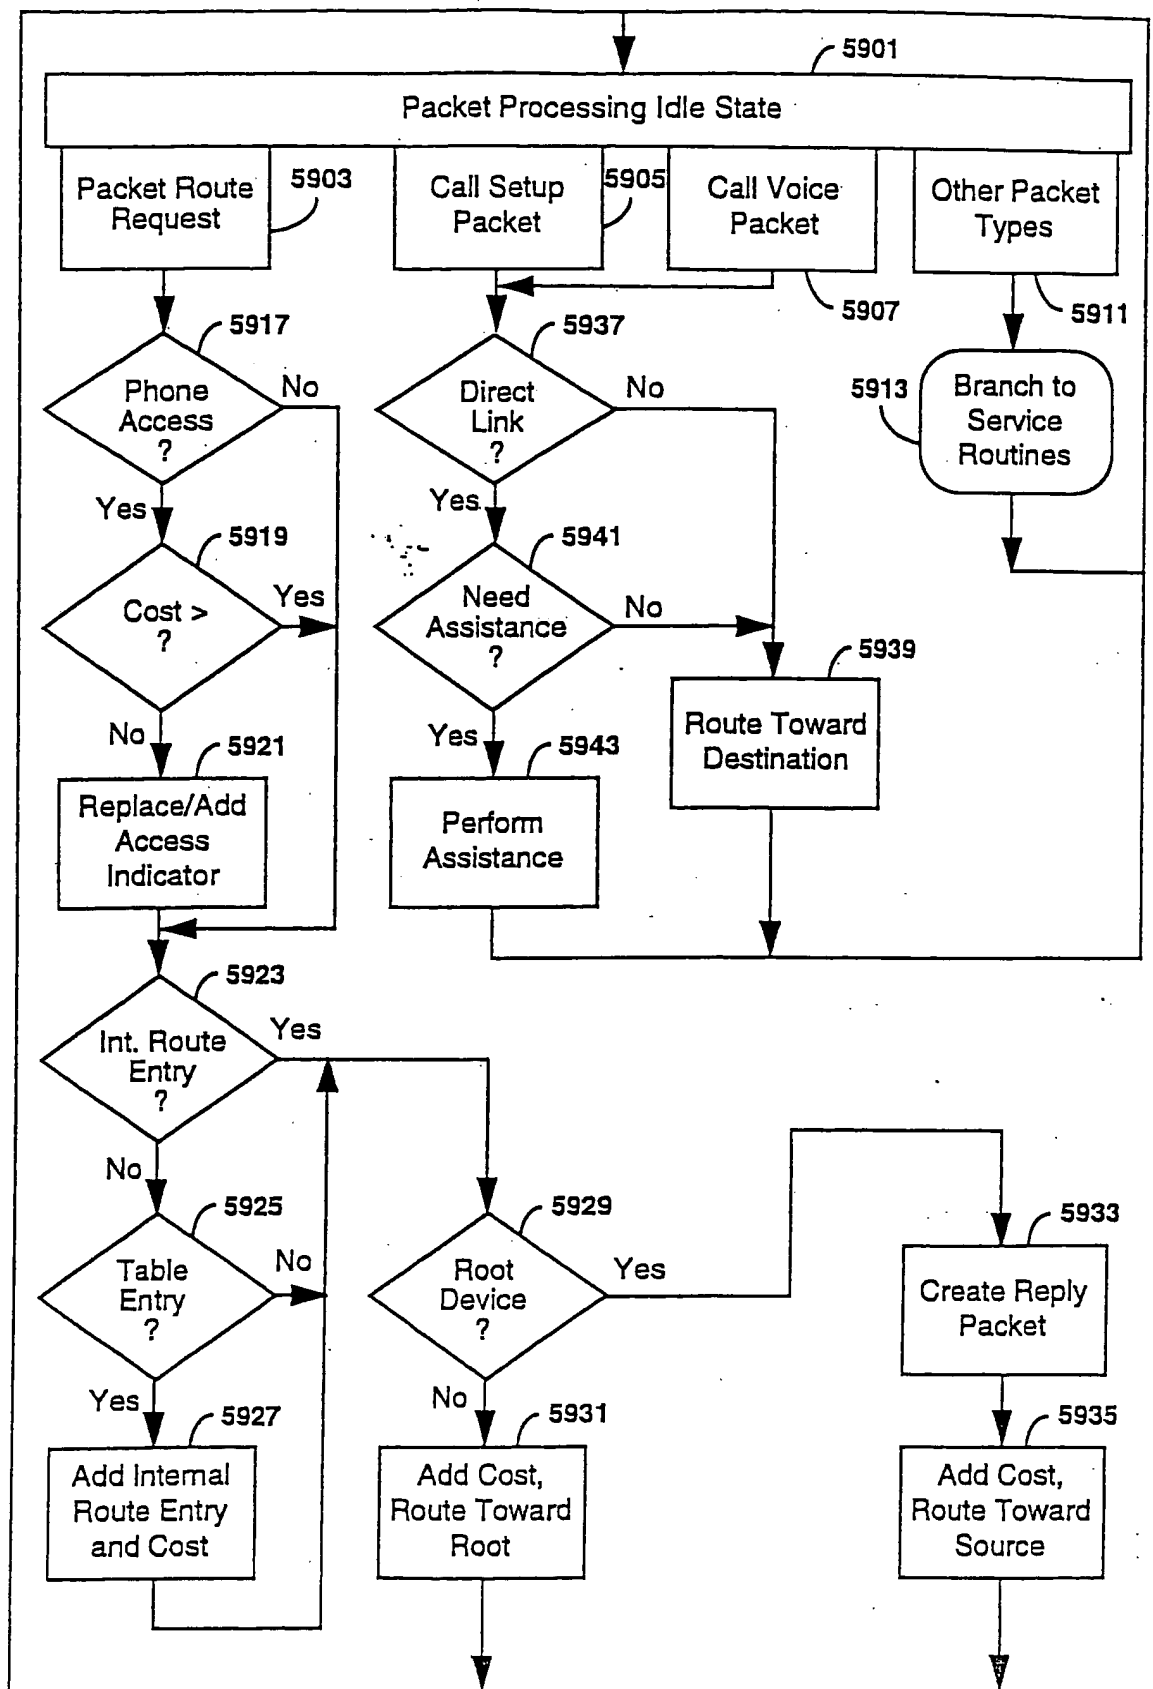 5901
Packet Processing Idle State
Packet Route
Request
5903
Call Setup
Packet
5905
Call Voice
Packet
5907
Other Packet
Types
5911
5917
Phone
Access
?
No
Yes
5937
Direct
Link
?
No
Yes
5913
Branch to
Service
Routines
5919
Cost >
?
Yes
No
5941
Need
Assistance
?
No
Yes
5939
Route Toward
Destination
5921
Replace/Add
Access
Indicator
5943
Perform
Assistance
5923
Int. Route
Entry
?
Yes
No
5925
Table
Entry
?
No
Yes
5929
Root
Device
?
Yes
No
5933
Create Reply
Packet
5927
Add Internal
Route Entry
and Cost
5931
Add Cost,
Route Toward
Root
5935
Add Cost,
Route Toward
Source